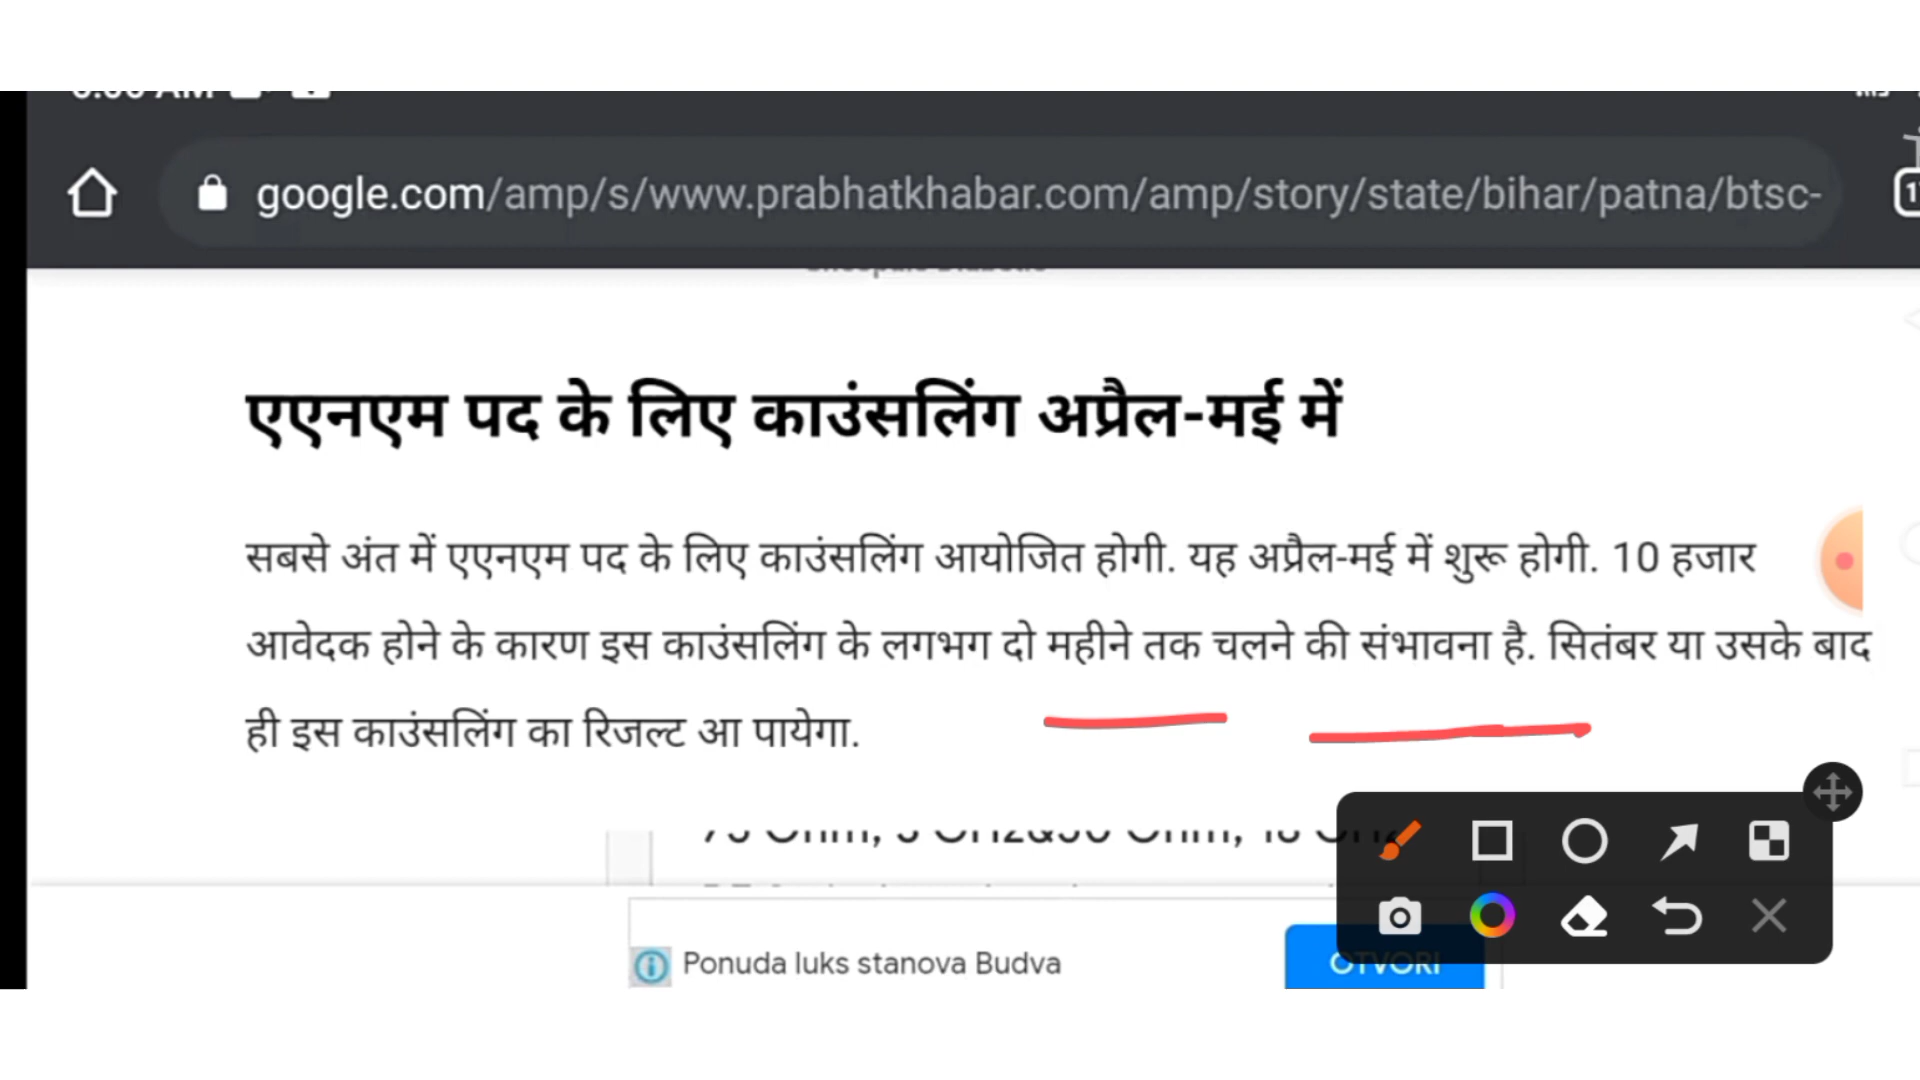 google.com/amp/s/www.prabhatkhabar.com/amp/story/state/bihar/patna/btsc-
एएनएम पद के लिए काउंसलिंग अप्रैल-मई में
सबसे अंत में एएनएम पद के लिए काउंसलिंग आयोजित होगी. यह अप्रैल-मई में शुरू होगी. 10 हजार
आवेदक होने के कारण इस काउंसलिंग के लगभग दो महीने तक चलने की संभावना है. सितंबर या उसके बाद
ही इस काउंसलिंग का रिजल्ट आ पायेगा.
Ponuda luks stanova Budva
OTVORI